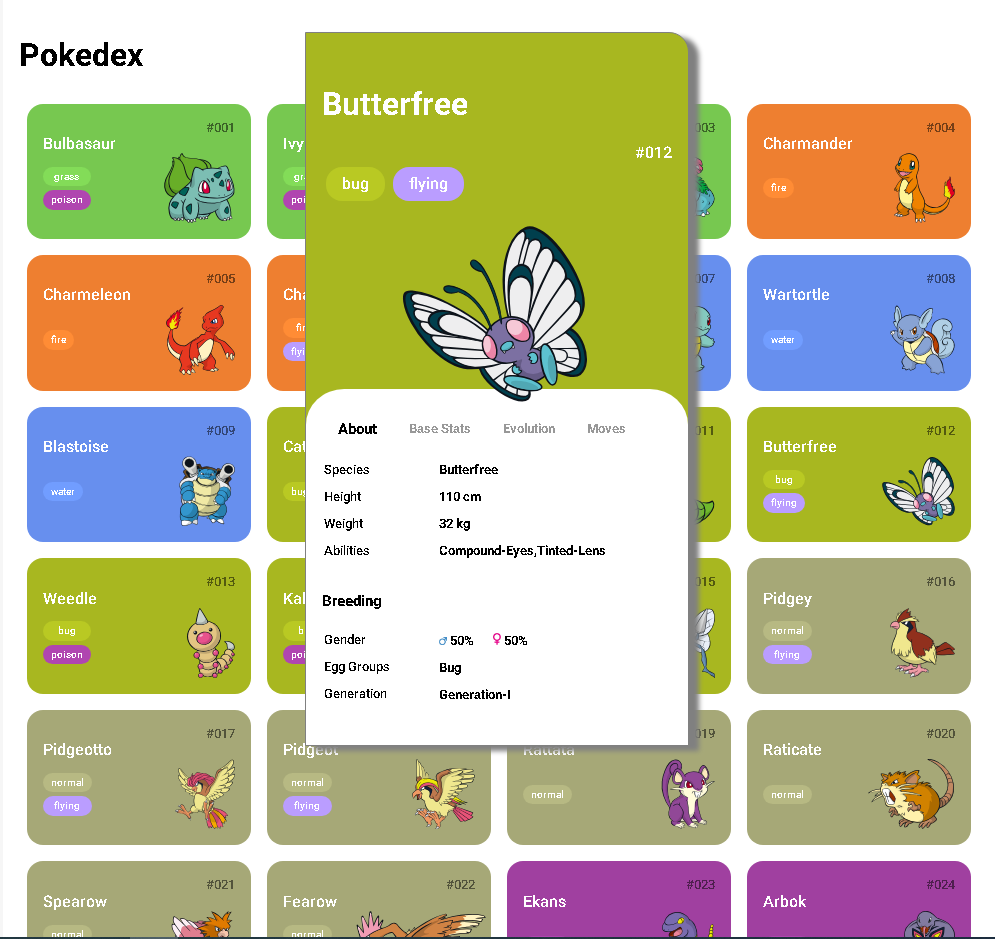 Pokedex
#001
Bulbasaur
grass
poison
Ivy
gr
poi
003
#004
Charmander
fire
Butterfree
#012
bug
flying
#005
Charmeleon
fire
Cha
fir
flyi
007
#008
Wartortle
water
About
Base Stats
Evolution
Moves
Species
Butterfree
Height
110 cm
Weight
32 kg
Abilities
Compound-Eyes,Tinted-Lens
Breeding
Gender
♂ 50%
♀ 50%
Egg Groups
Bug
Generation
Generation-I
#009
Blastoise
water
Cat
bug
011
#012
Butterfree
bug
flying
#013
Weedle
bug
poison
Kak
b
poi
015
#016
Pidgey
normal
flying
#017
Pidgeotto
normal
flying
Pidgeot
normal
flying
019
Rattata
normal
#020
Raticate
normal
#021
Spearow
normal
#022
Fearow
normal
#023
Ekans
#024
Arbok